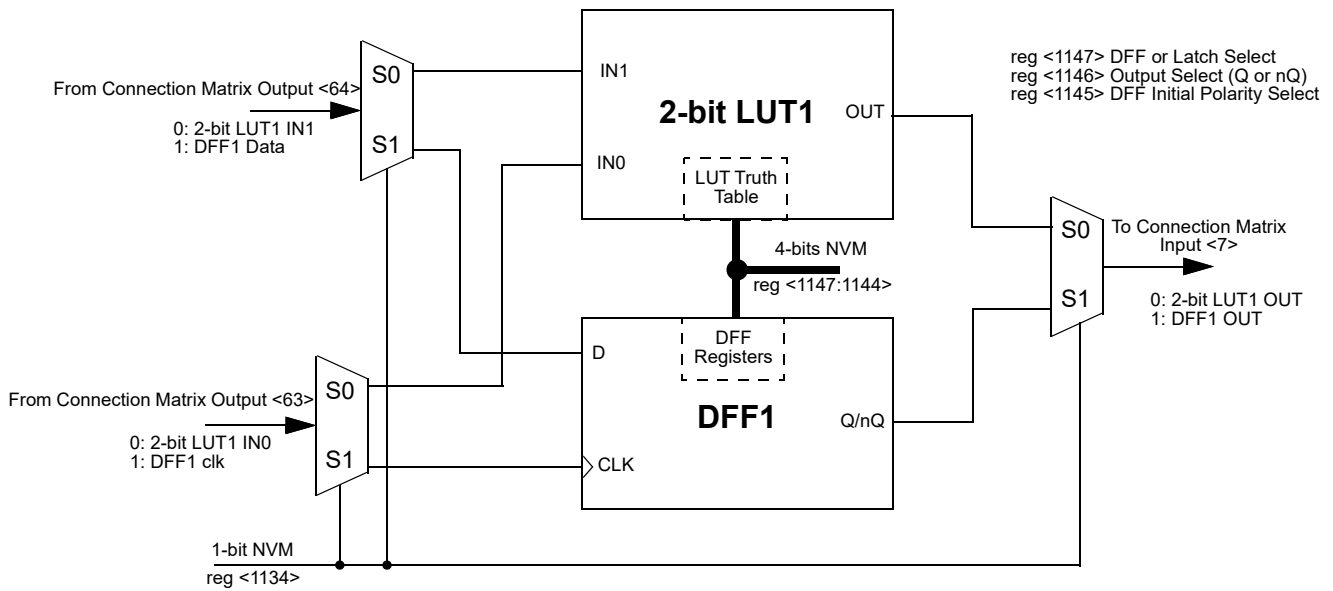 From Connection Matrix Output <64>
0: 2-bit LUT1 IN1
1: DFF1 Data
S0
S1
IN1
IN0
2-bit LUT1
OUT
LUT Truth
Table
reg <1147> DFF or Latch Select
reg <1146> Output Select (Q or nQ)
reg <1145> DFF Initial Polarity Select
4-bits NVM
reg <1147:1144>
S0
S1
To Connection Matrix
Input <7>
0: 2-bit LUT1 OUT
1: DFF1 OUT
From Connection Matrix Output <63>
0: 2-bit LUT1 IN0
1: DFF1 clk
S0
S1
D
CLK
DFF
Registers
DFF1
Q/nQ
1-bit NVM
reg <1134>